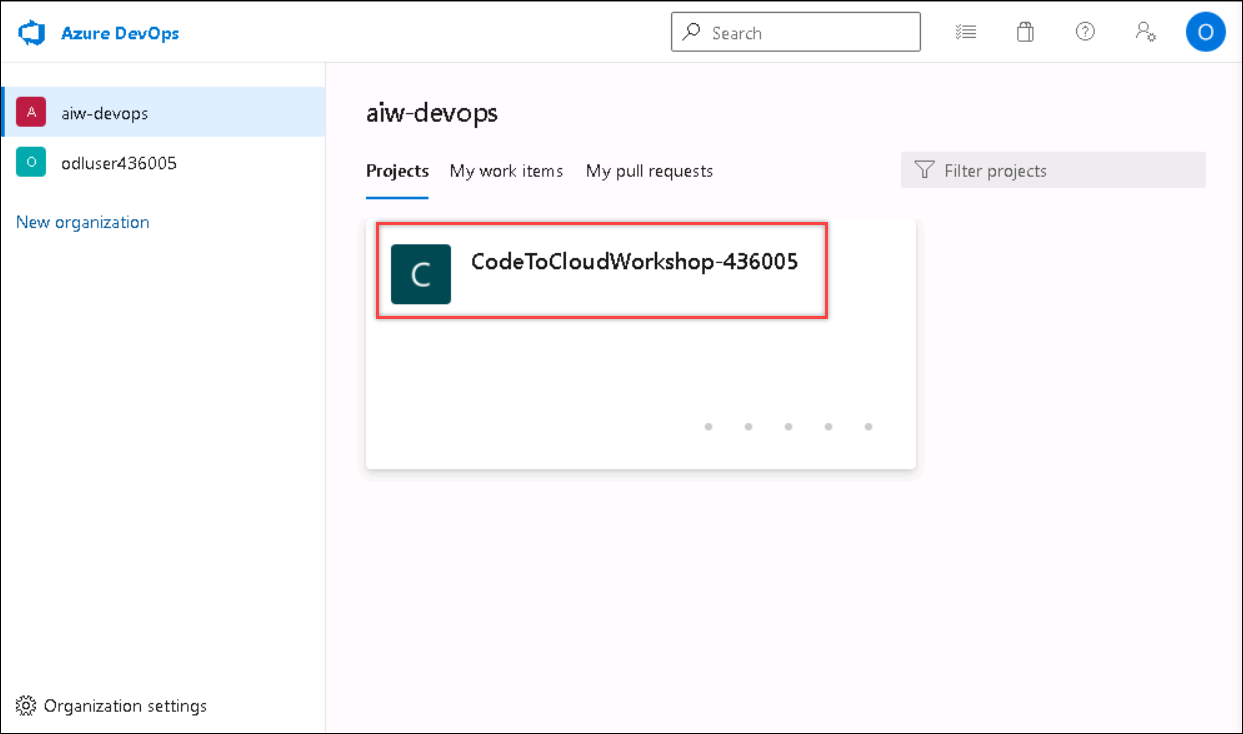 Azure DevOps
Search
O
A
aiw-devops
O
odluser436005
New organization
aiw-devops
Projects
My work items
My pull requests
Filter projects
C
CodeToCloudWorkshop-436005
Organization settings